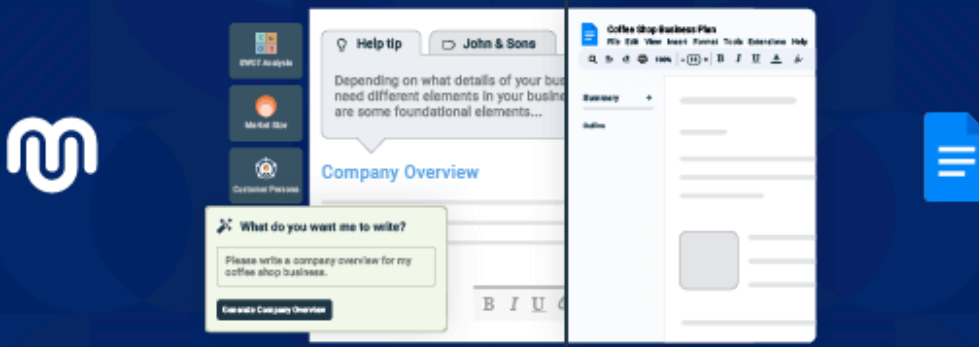 SWOT Analysis
Market Size
Customer Persona
Help tip
John & Sons
Depending on what details of your bus
need different elements in your busine
are some foundational elements...
Company Overview
What do you want me to write?
Please write a company overview for my
coffee shop business.
Generate Company Overview
B I U
Coffee Shop Business Plan
File Edit View Insert Format Tools Extensions Help
100%
B I U A
Summary +
Outline